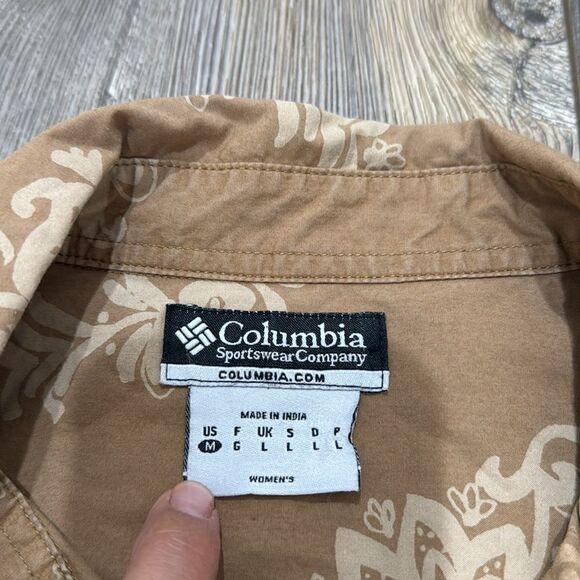 Columbia
Sportswear Company
COLUMBIA.COM
MADE IN INDIA
US F UK S D P
M G L L L L
WOMEN'S